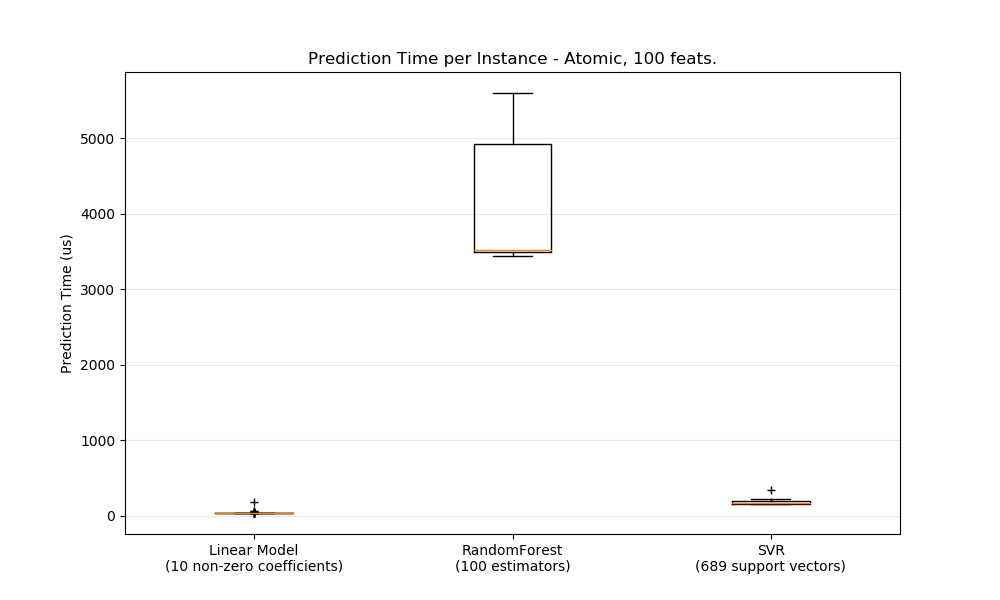 Prediction Time per Instance - Atomic, 100 feats.
Prediction Time (us)
5000
4000
3000
2000
1000
0
Linear Model
(10 non-zero coefficients)
RandomForest
(100 estimators)
SVR
(689 support vectors)